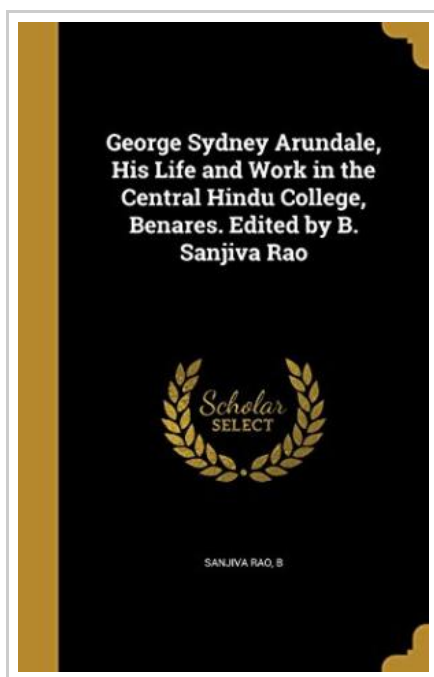 George Sydney Arundale,
His Life and Work in the
Central Hindu College,
Benares. Edited by B.
Sanjiva Rao
Scholar
SELECT
SANJIVA RAO, B